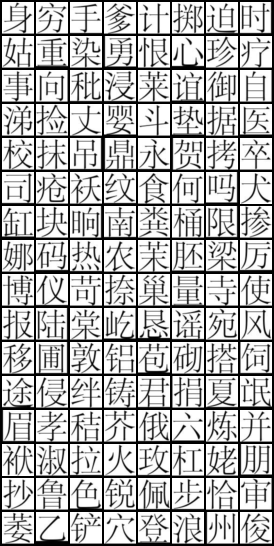 身穷手爹计掷迫时
姑重染勇恨心珍疗
事向秕浸莱谊御自
涕捡丈婴斗垫据医
校抹吊鼎永贺拷卒
司疮袄纹食何吗犬
缸块晌南粪桶限掺
娜码热农茉胚梁厉
博仪苛捺巢量寺使
报陆棠屹恳谣宛风
移圃敦铝苞砌搭饲
途侵绊铸君捐夏氓
眉孝秸芥俄六炼并
袱淑拉火玫杠姥朋
抄鲁色锐佩步恰审
萎乙铲穴登浪州俊